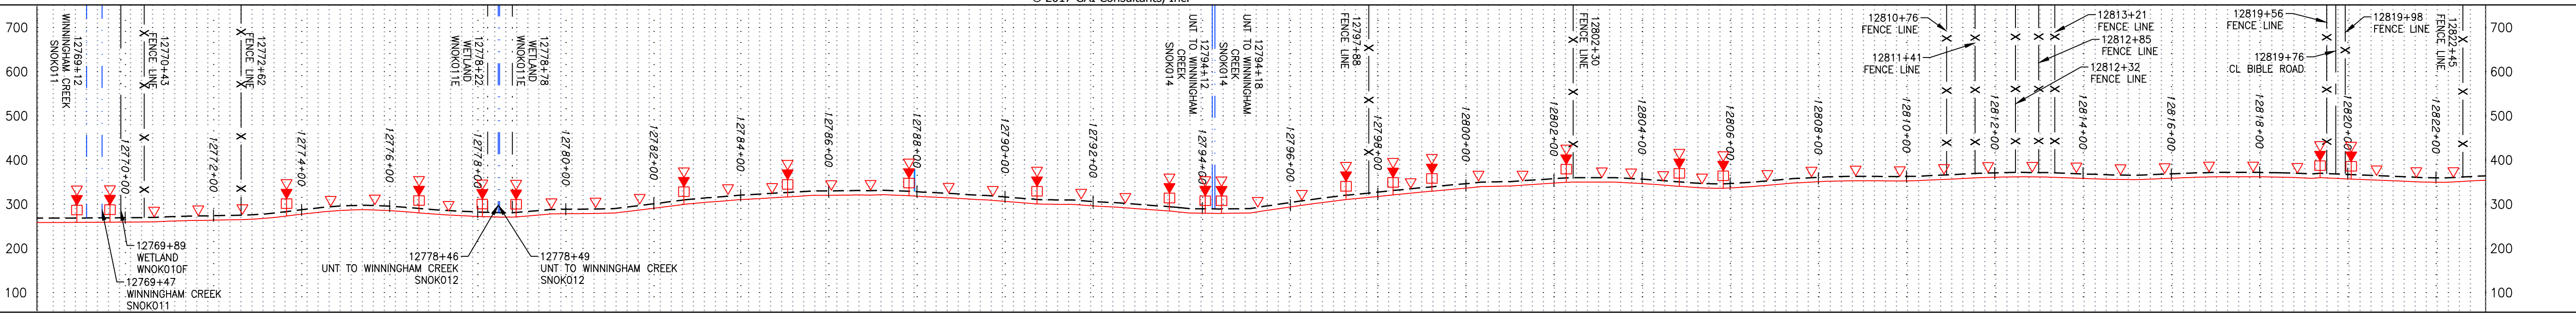 © 2017 GAI Consultants, Inc.
700
600
500
400
300
200
100
12769+12
WINNINGHAM CREEK
SNOK011
12770+43
FENCE LINE
12772+62
FENCE LINE
12778+22
WETLAND
WNOK011E
12778+78
WETLAND
WNOK011E
12794+12
UNT TO WINNINGHAM
CREEK
SNOK014
12794+18
UNT TO WINNINGHAM
CREEK
SNOK014
12797+88
FENCE LINE
12802+30
FENCE LINE
12810+76
FENCE LINE
12811+41
FENCE LINE
12813+21
FENCE LINE
12812+85
FENCE LINE
12812+32
FENCE LINE
12819+56
FENCE LINE
12819+76
CL BIBLE ROAD
12819+98
FENCE LINE
12822+45
FENCE LINE
12770+00
12772+00
12774+00
12776+00
12778+00
12780+00
12782+00
12784+00
12786+00
12788+00
12790+00
12792+00
12794+00
12796+00
12798+00
12800+00
12802+00
12804+00
12806+00
12808+00
12810+00
12812+00
12814+00
12816+00
12818+00
12820+00
12822+00
12769+89
WETLAND
WNOK010F
12769+47
WINNINGHAM CREEK
SNOK011
12778+46
UNT TO WINNINGHAM CREEK
SNOK012
12778+49
UNT TO WINNINGHAM CREEK
SNOK012
700
600
500
400
300
200
100